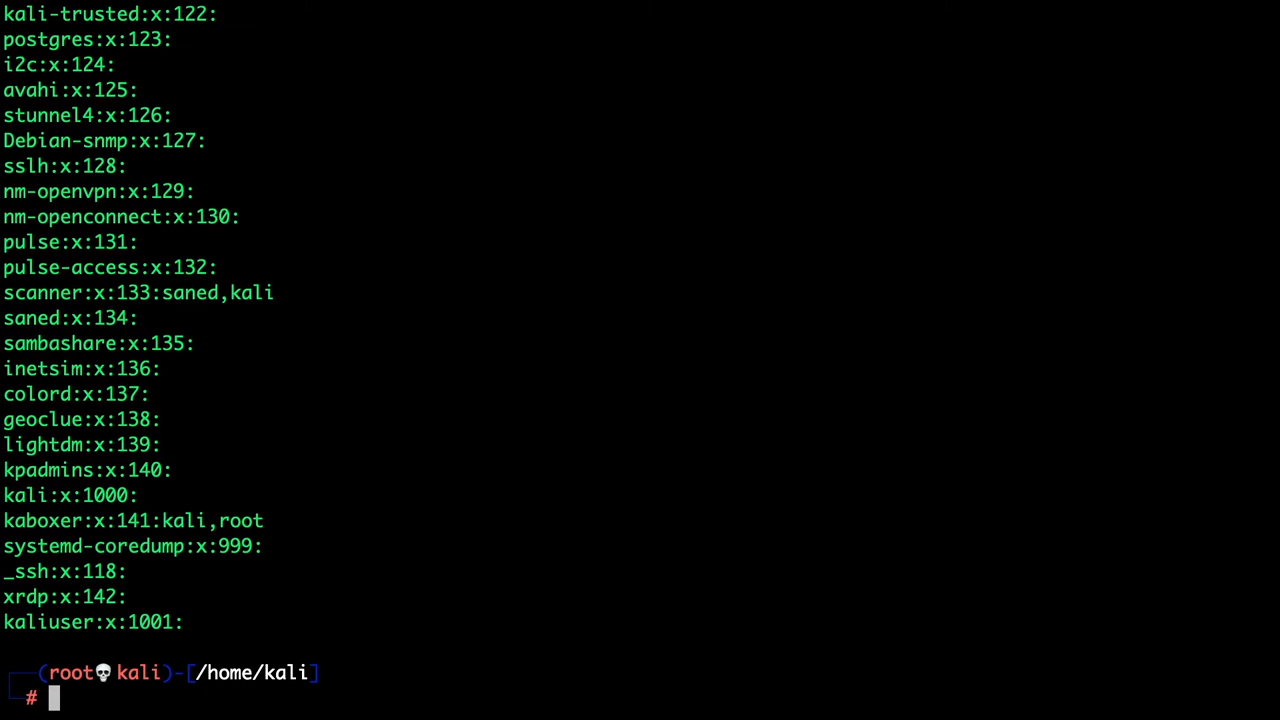 kali-trusted:x:122:
postgres:x:123:
i2c:x:124:
avahi:x:125:
stunnel4:x:126:
Debian-snmp:x:127:
sslh:x:128:
nm-openvpn:x:129:
nm-openconnect:x:130:
pulse:x:131:
pulse-access:x:132:
scanner:x:133:saned,kali
saned:x:134:
sambashare:x:135:
inetsim:x:136:
colord:x:137:
geoclue:x:138:
lightdm:x:139:
kpadmins:x:140:
kali:x:1000:
kaboxer:x:141:kali,root
systemd-coredump:x:999:
_ssh:x:118:
xrdp:x:142:
kaliuser:x:1001:
┌──(root💀kali)-[/home/kali]
└─#